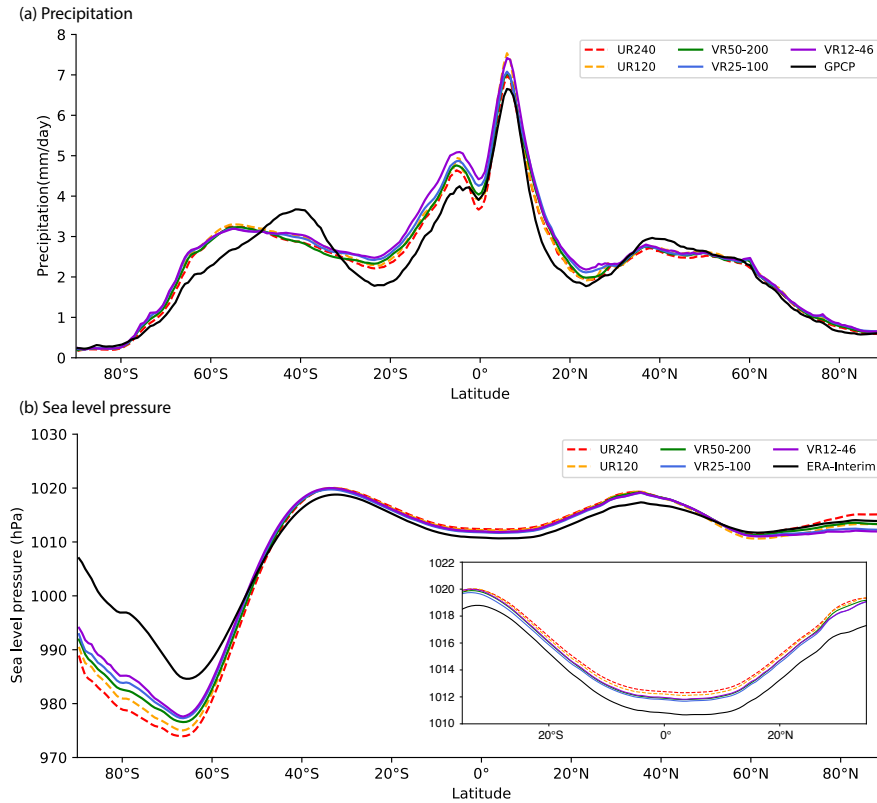 (a) Precipitation
UR240 VR50-200 VR12-46
UR120 VR25-100 GPCP
8
7
6
5
4
3
2
1
0
Precipitation(mm/day)
80°S 60°S 40°S 20°S 0° 20°N 40°N 60°N 80°N
Latitude
(b) Sea level pressure
UR240 VR50-200 VR12-46
UR120 VR25-100 ERA-Interim
1030
1020
1010
1000
990
980
970
Sea level pressure (hPa)
1022
1020
1018
1016
1014
1012
1010
20°S 0° 20°N
80°S 60°S 40°S 20°S 0° 20°N 40°N 60°N 80°N
Latitude